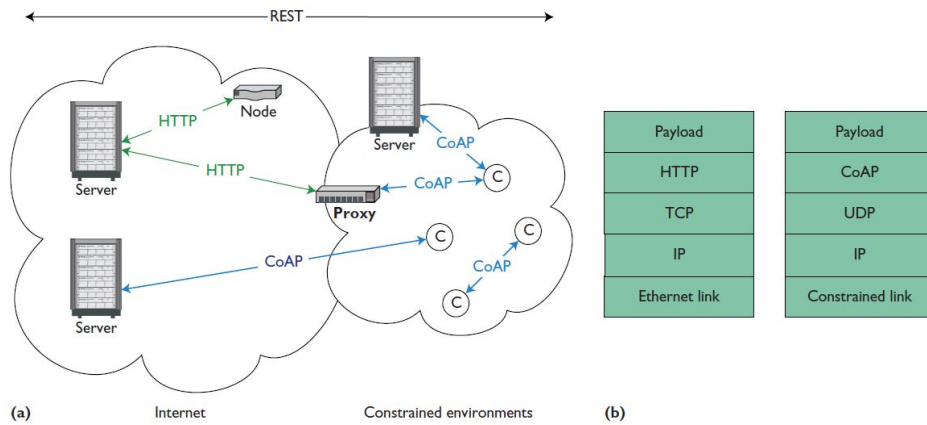 REST
Node
HTTP
Server
HTTP
Server
CoAP
CoAP
C
Proxy
C
C
CoAP
CoAP
C
Server
(a)
Internet
Constrained environments
Payload
HTTP
TCP
IP
Ethernet link
Payload
CoAP
UDP
IP
Constrained link
(b)